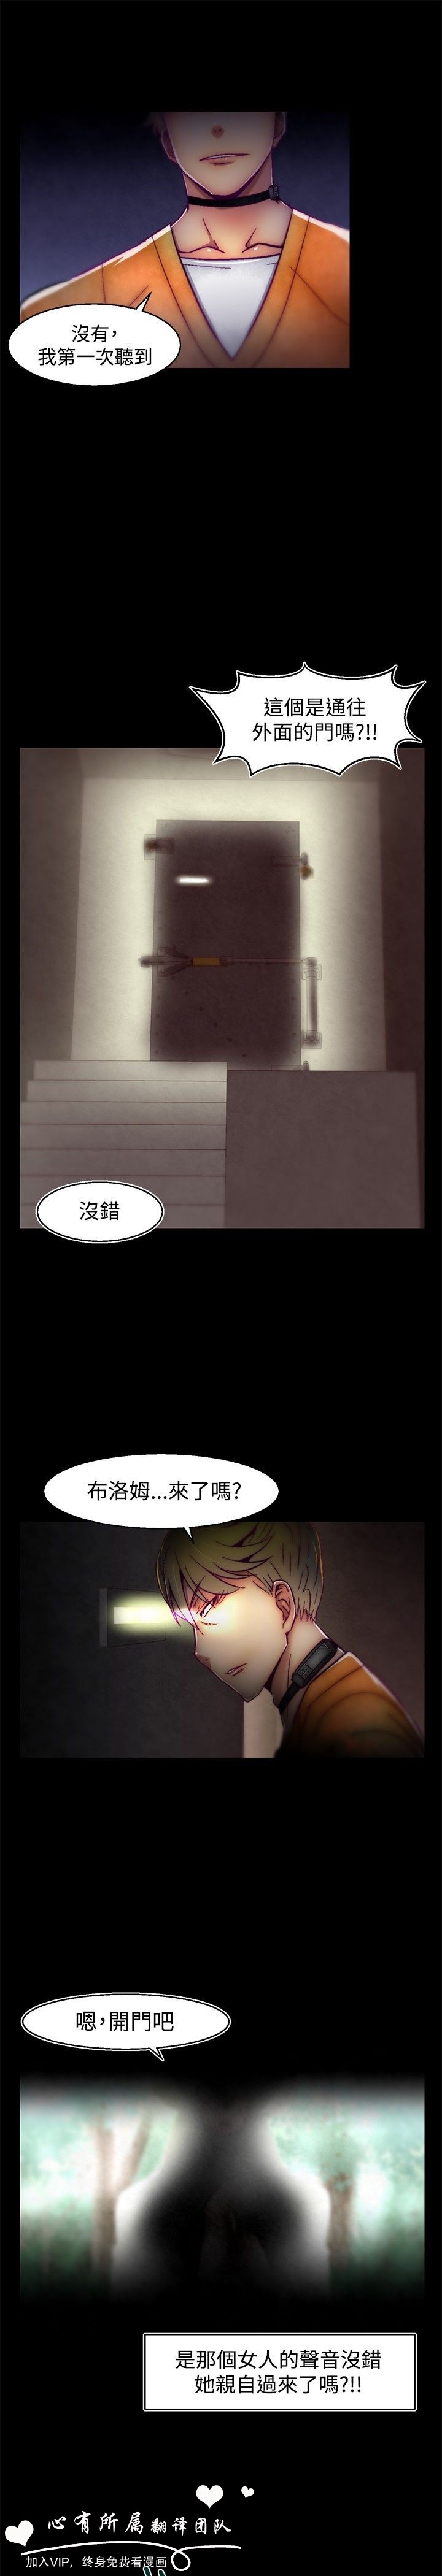 沒有,
我第一次聽到
這個是通往
外面的門嗎?!!
沒錯
布洛姆...來了嗎?
嗯,開門吧
是那個女人的聲音沒錯
她親自過來了嗎?!!
心有所属翻译团队
加入VIP，终身免费看漫画